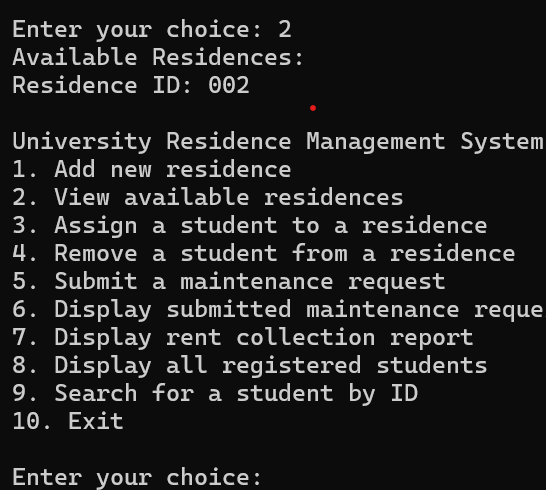 Enter your choice: 2
Available Residences:
Residence ID: 002
University Residence Management System
1. Add new residence
2. View available residences
3. Assign a student to a residence
4. Remove a student from a residence
5. Submit a maintenance request
6. Display submitted maintenance reque
7. Display rent collection report
8. Display all registered students
9. Search for a student by ID
10. Exit
Enter your choice: